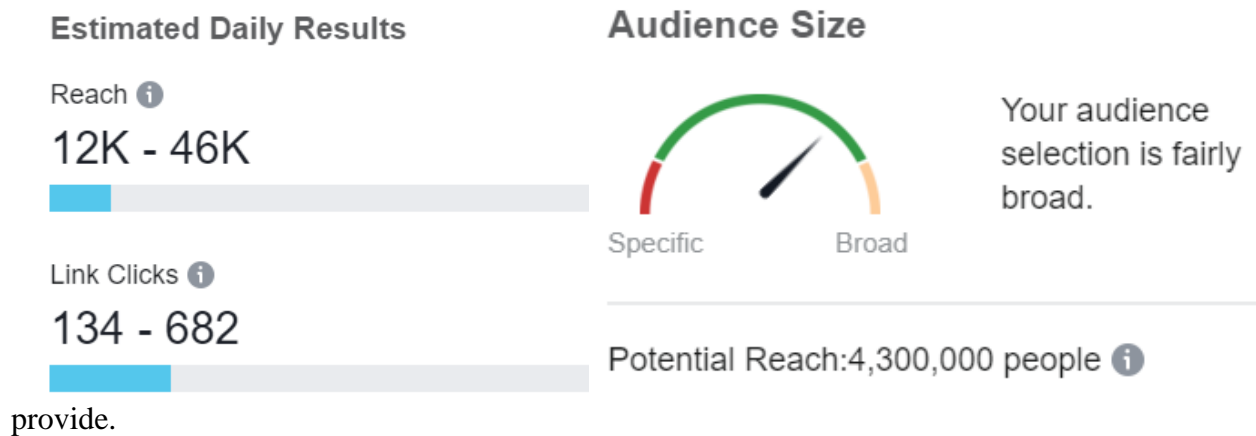 Estimated Daily Results
Reach
12K - 46K
Link Clicks
134 - 682
Audience Size
Specific
Broad
Your audience
selection is fairly
broad.
Potential Reach:4,300,000 people
provide.